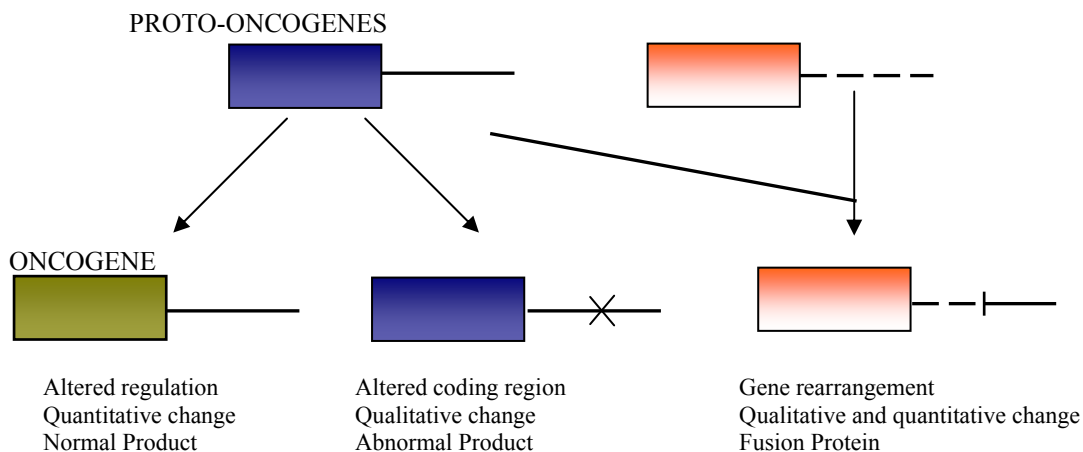 PROTO-ONCOGENES
ONCOGENE
Altered regulation
Quantitative change
Normal Product
Altered coding region
Qualitative change
Abnormal Product
Gene rearrangement
Qualitative and quantitative change
Fusion Protein